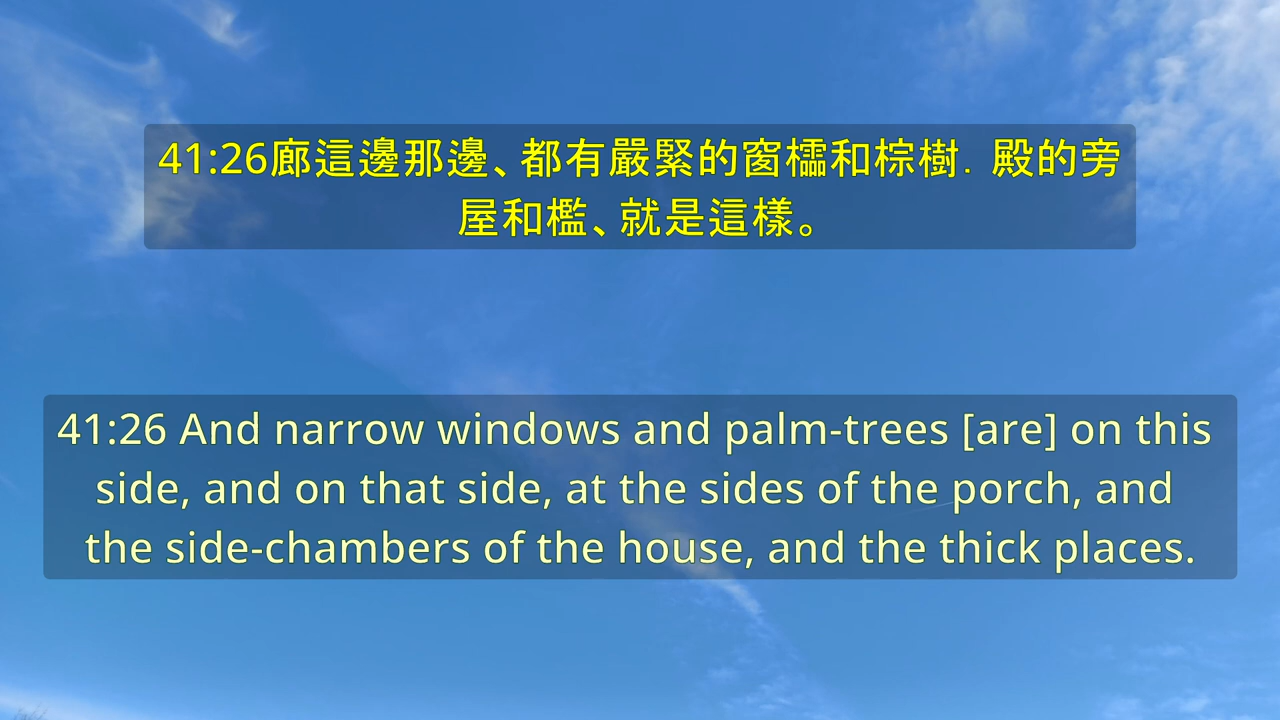 41:26廊這邊那邊、都有嚴緊的窗溺和棕樹．殿的旁
屋和檻、就是這樣。
41:26 And narrow windows and palm-trees [are] on this
side, and on that side, at the sides of the porch, and
the side-chambers of the house, and the thick places.